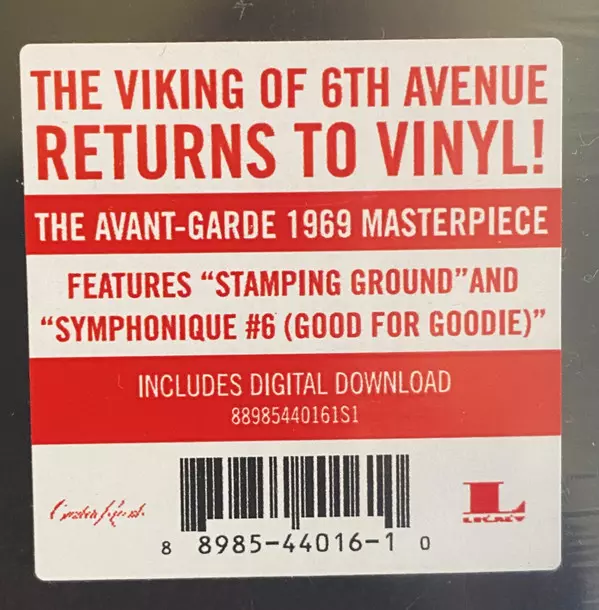 THE VIKING OF 6TH AVENUE
RETURNS TO VINYL!
THE AVANT-GARDE 1969 MASTERPIECE
FEATURES “STAMPING GROUND”AND
“SYMPHONIQUE #6 (GOOD FOR GOODIE)”
INCLUDES DIGITAL DOWNLOAD
88985440161S1
L
LEGACY
8 8985-44016-1 0